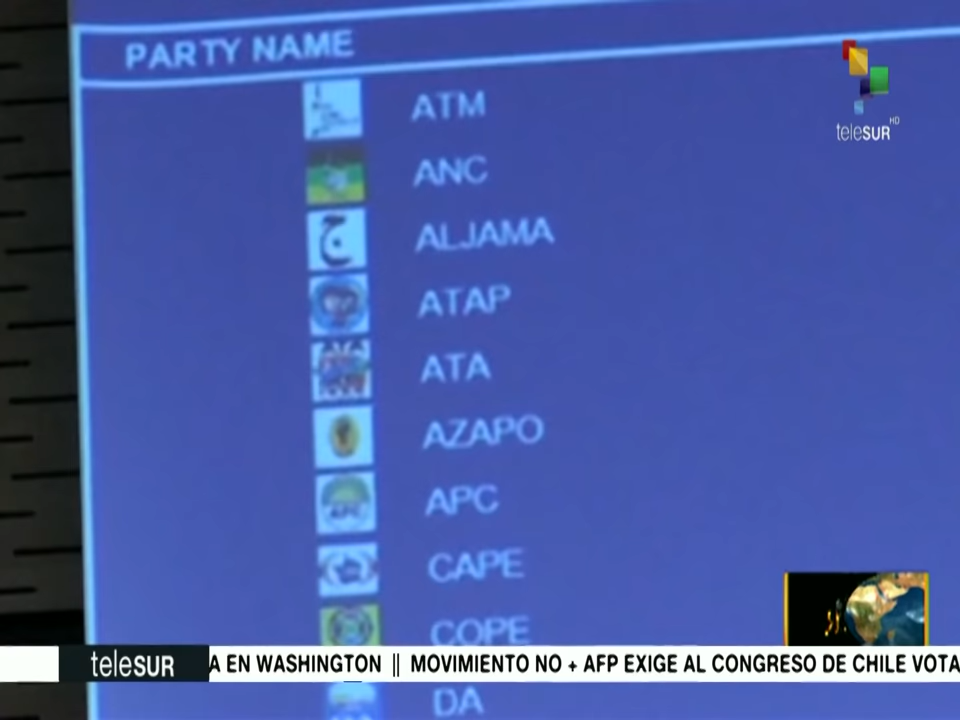 PARTY NAME
ATM
ANC
ج
ALJAMA
ATAP
ATA
AZAPO
APC
CAPE
COPE
DA
teleSUR HD
teleSUR
A EN WASHINGTON || MOVIMIENTO NO + AFP EXIGE AL CONGRESO DE CHILE VOTA